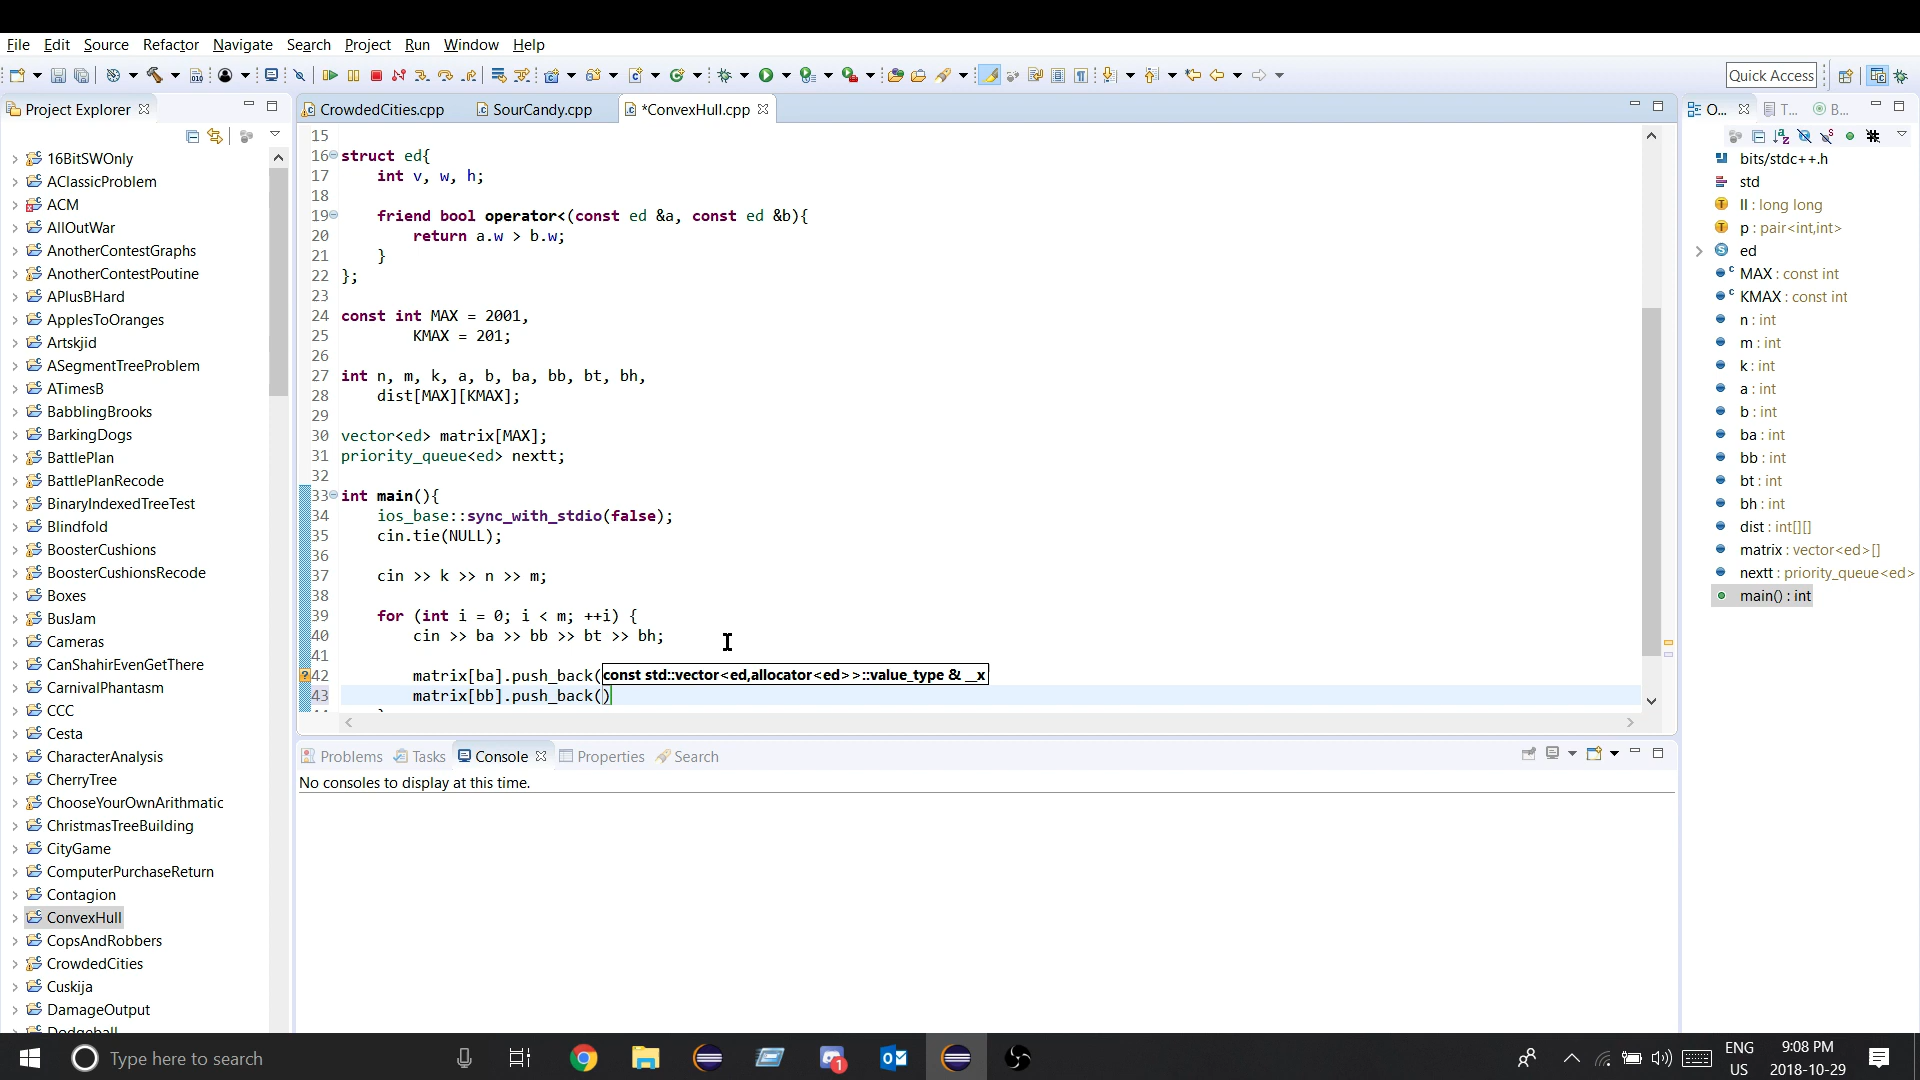 File Edit Source Refactor Navigate Search Project Run Window Help
Quick Access
Project Explorer
CrowdedCities.cpp SourCandy.cpp *ConvexHull.cpp
O... T... B...
16BitSWOnly
AClassicProblem
ACM
AllOutWar
AnotherContestGraphs
AnotherContestPoutine
APlusBHard
ApplesToOranges
Artskjid
ASegmentTreeProblem
ATimesB
BabblingBrooks
BarkingDogs
BattlePlan
BattlePlanRecode
BinaryIndexedTreeTest
Blindfold
BoosterCushions
BoosterCushionsRecode
Boxes
BusJam
Cameras
CanShahirEvenGetThere
CarnivalPhantasm
CCC
Cesta
CharacterAnalysis
CherryTree
ChooseYourOwnArithmatic
ChristmasTreeBuilding
CityGame
ComputerPurchaseReturn
Contagion
ConvexHull
CopsAndRobbers
CrowdedCities
Cuskija
DamageOutput
Dodgeball
15
16 struct ed{
17 int v, w, h;
18
19 friend bool operator<(const ed &a, const ed &b){
20 return a.w > b.w;
21 }
22 };
23
24 const int MAX = 2001,
25 KMAX = 201;
26
27 int n, m, k, a, b, ba, bb, bt, bh,
28 dist[MAX][KMAX];
29
30 vector<ed> matrix[MAX];
31 priority_queue<ed> nextt;
32
33 int main(){
34 ios_base::sync_with_stdio(false);
35 cin.tie(NULL);
36
37 cin >> k >> n >> m;
38
39 for (int i = 0; i < m; ++i) {
40 cin >> ba >> bb >> bt >> bh;
41
42 matrix[ba].push_back( const std::vector<ed,allocator<ed>>::value_type & __x
43 matrix[bb].push_back()
bits/stdc++.h
std
ll : long long
p : pair<int,int>
ed
MAX : const int
KMAX : const int
n : int
m : int
k : int
a : int
b : int
ba : int
bb : int
bt : int
bh : int
dist : int[][]
matrix : vector<ed>[]
nextt : priority_queue<ed>
main() : int
Problems Tasks Console Properties Search
No consoles to display at this time.
Type here to search
1
ENG
US
9:08 PM
2018-10-29